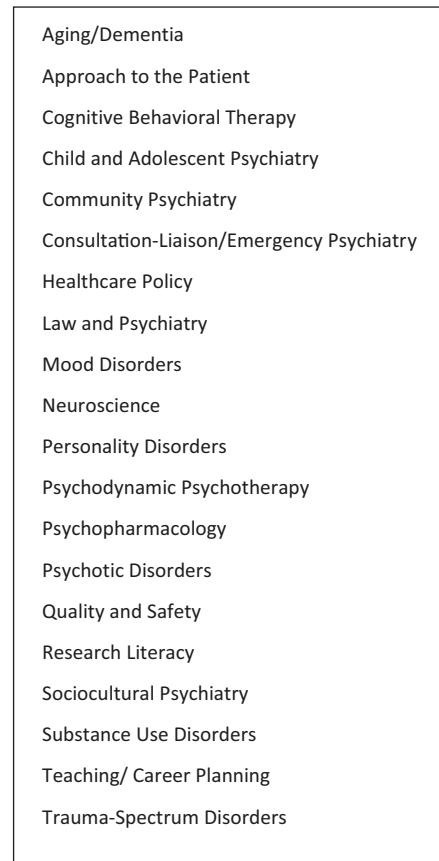 Aging/Dementia
Approach to the Patient
Cognitive Behavioral Therapy
Child and Adolescent Psychiatry
Community Psychiatry
Consultation-Liaison/Emergency Psychiatry
Healthcare Policy
Law and Psychiatry
Mood Disorders
Neuroscience
Personality Disorders
Psychodynamic Psychotherapy
Psychopharmacology
Psychotic Disorders
Quality and Safety
Research Literacy
Sociocultural Psychiatry
Substance Use Disorders
Teaching/ Career Planning
Trauma-Spectrum Disorders